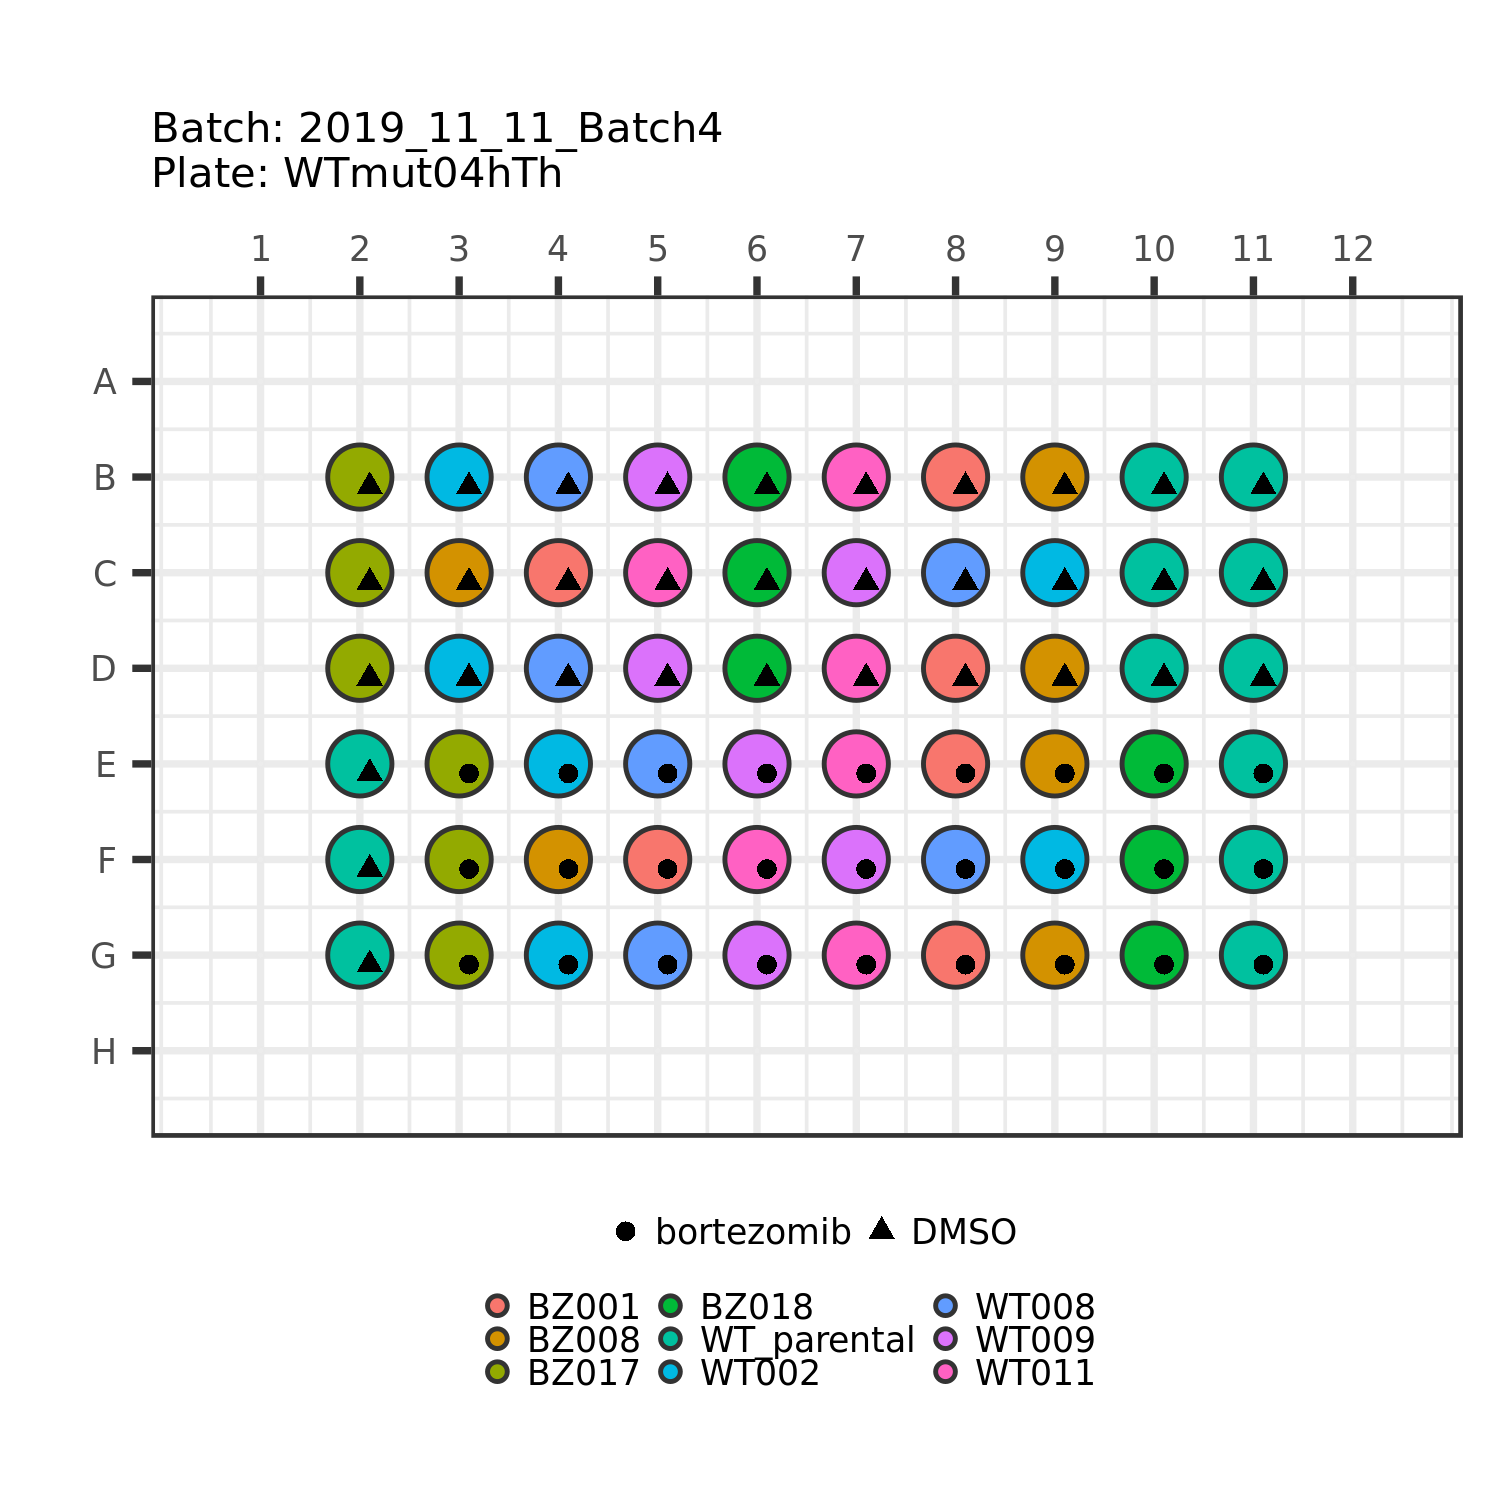 Batch: 2019_11_11_Batch4
Plate: WTmut04hTh
1 2 3 4 5 6 7 8 9 10 11 12
A
B
C
D
E
F
G
H
bortezomib DMSO
BZ001 BZ018 WT008
BZ008 WT_parental WT009
BZ017 WT002 WT011